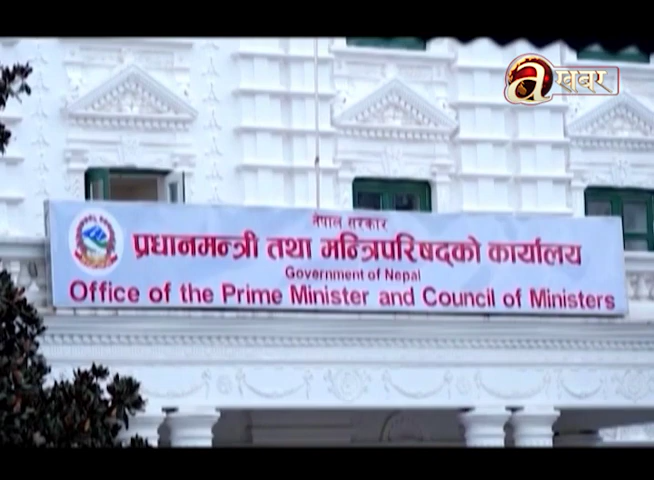 a खबर
नेपाल सरकार
प्रधानमन्त्री तथा मन्त्रिपरिषद्को कार्यालय
Government of Nepal
Office of the Prime Minister and Council of Ministers